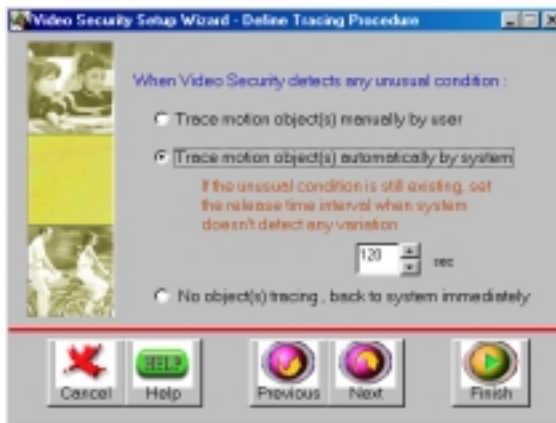 Video Security Setup Wizard - Define Tracing Procedure
When Video Security detects any unusual condition :
Trace motion object(s) manually by user
Trace motion object(s) automatically by system
If the unusual condition is still existing, set
the release time interval when system
doesn't detect any variation
120 sec
No object(s) tracing , back to system immediately
HELP
Cancel Help Previous Next Finish